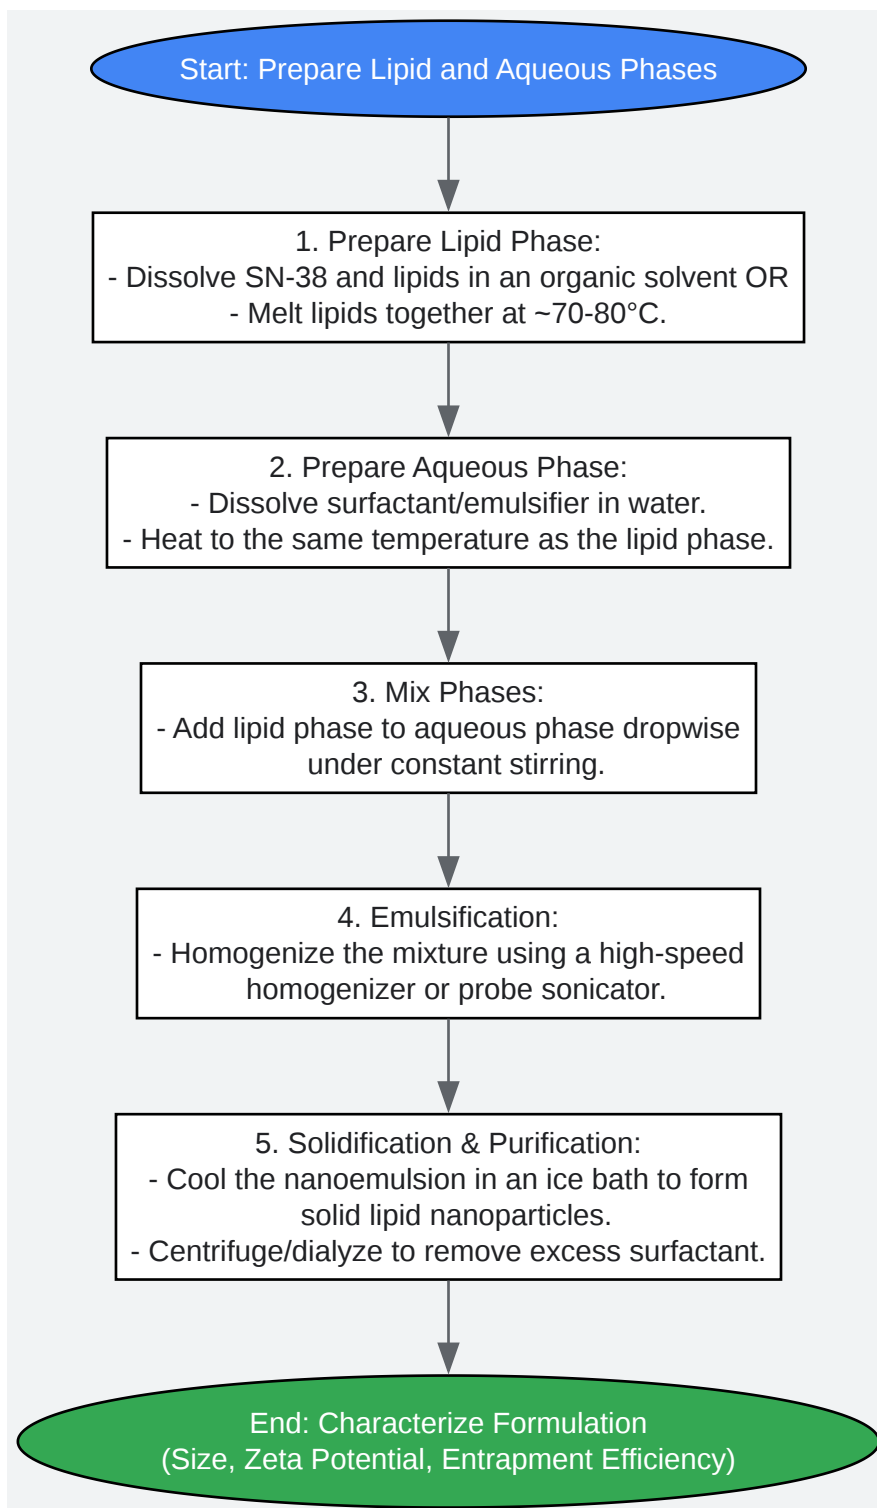 Start: Prepare Lipid and Aqueous Phases
1. Prepare Lipid Phase:
- Dissolve SN-38 and lipids in an organic solvent OR
- Melt lipids together at ~70-80°C.
2. Prepare Aqueous Phase:
- Dissolve surfactant/emulsifier in water.
- Heat to the same temperature as the lipid phase.
3. Mix Phases:
- Add lipid phase to aqueous phase dropwise
under constant stirring.
4. Emulsification:
- Homogenize the mixture using a high-speed
homogenizer or probe sonicator.
5. Solidification & Purification:
- Cool the nanoemulsion in an ice bath to form
solid lipid nanoparticles.
- Centrifuge/dialyze to remove excess surfactant.
End: Characterize Formulation
(Size, Zeta Potential, Entrapment Efficiency)